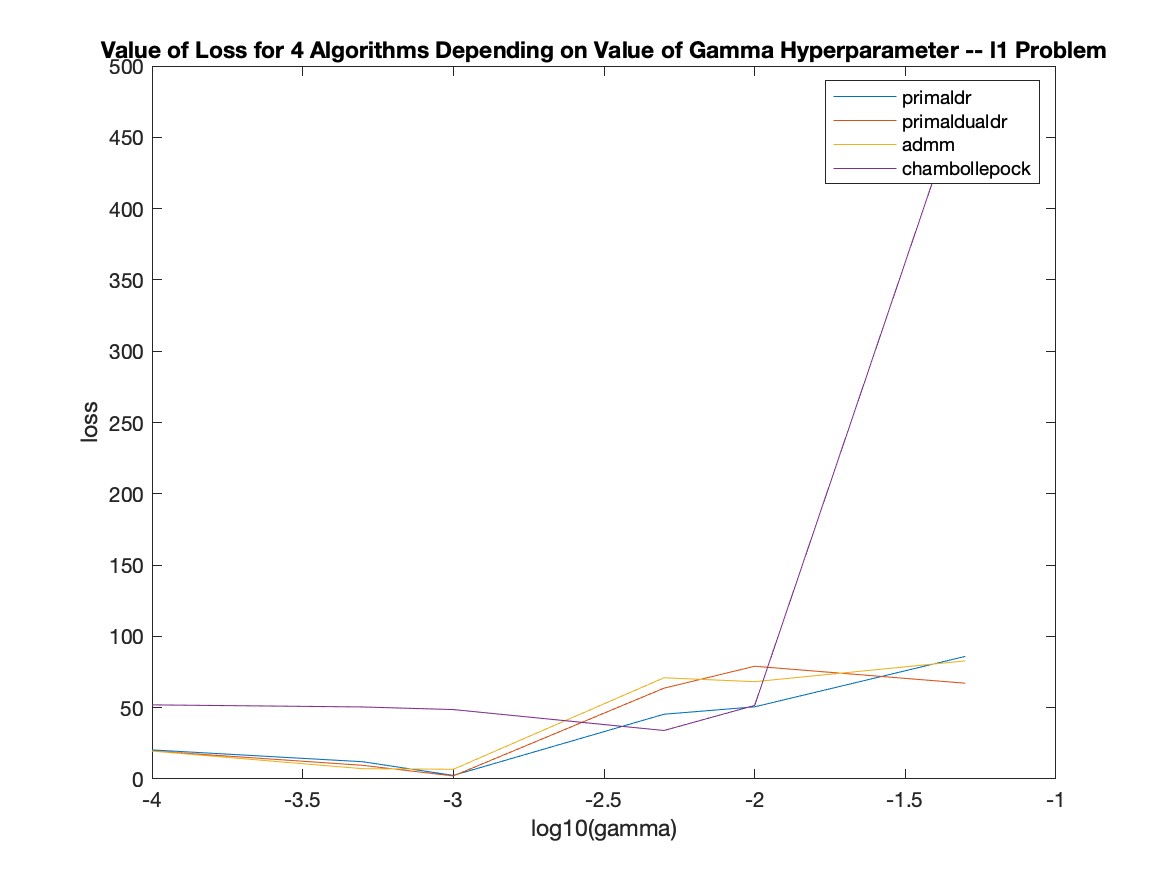 Value of Loss for 4 Algorithms Depending on Value of Gamma Hyperparameter -- l1 Problem
500
450
400
350
300
250
200
150
100
50
0
loss
primaldr
primaldualdr
admm
chambollepock
-4
-3.5
-3
-2.5
-2
-1.5
-1
log10(gamma)